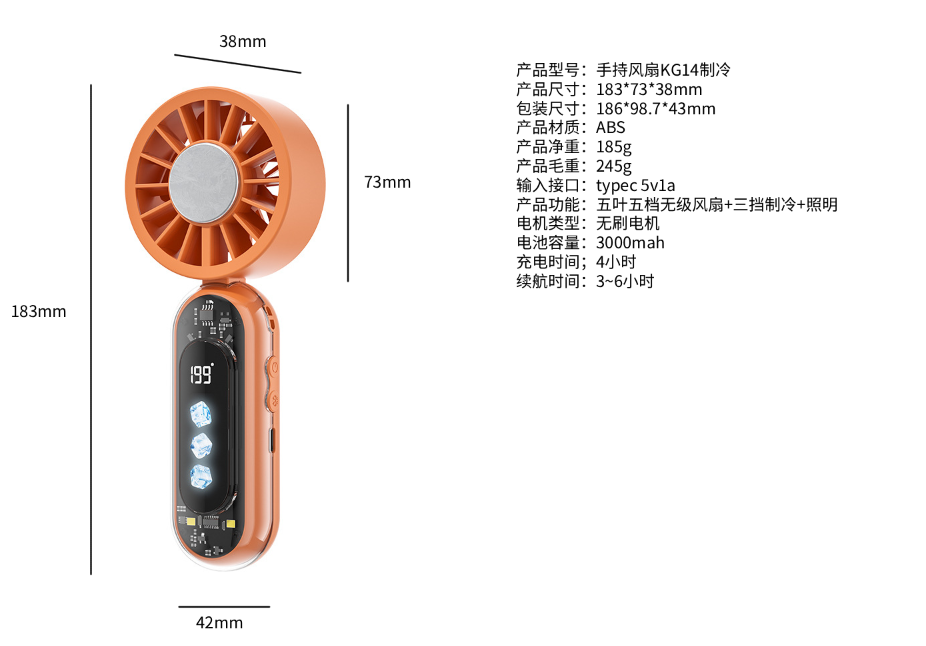 38mm
73mm
183mm
199°
42mm
产品型号：手持风扇KG14制冷
产品尺寸：183*73*38mm
包装尺寸：186*98.7*43mm
产品材质：ABS
产品净重：185g
产品毛重：245g
输入接口：typec 5v1a
产品功能：五叶五档无级风扇+三挡制冷+照明
电机类型：无刷电机
电池容量：3000mah
充电时间；4小时
续航时间：3~6小时